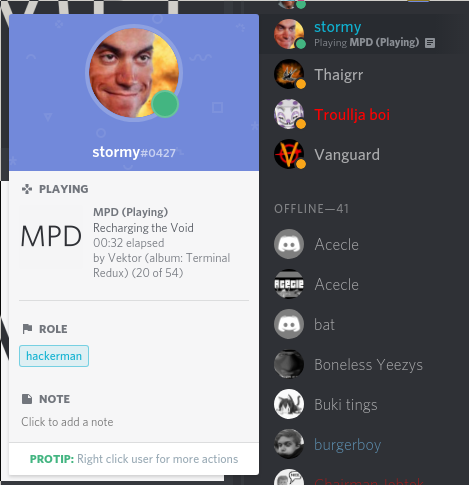 stormy#0427
PLAYING
MPD
MPD (Playing)
Recharging the Void
00:32 elapsed
by Vektor (album: Terminal
Redux) (20 of 54)
ROLE
hackerman
NOTE
Click to add a note
PROTIP: Right click user for more actions
stormy
Playing MPD (Playing)
Thaigrr
Troullja boi
Vanguard
OFFLINE—41
Acecle
ACECLE
Acecle
bat
Boneless Yeezys
Buki tings
burgerboy